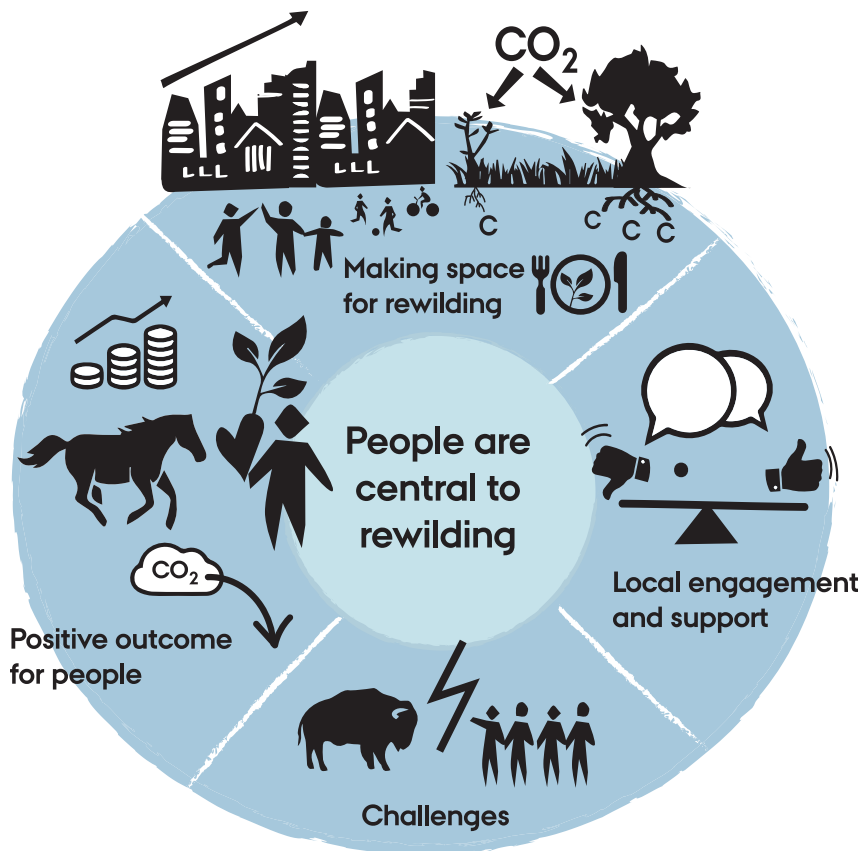 CO₂
C
C
C
C
Making space
for rewilding
People are
central to
rewilding
Local engagement
and support
CO₂
Positive outcome
for people
Challenges